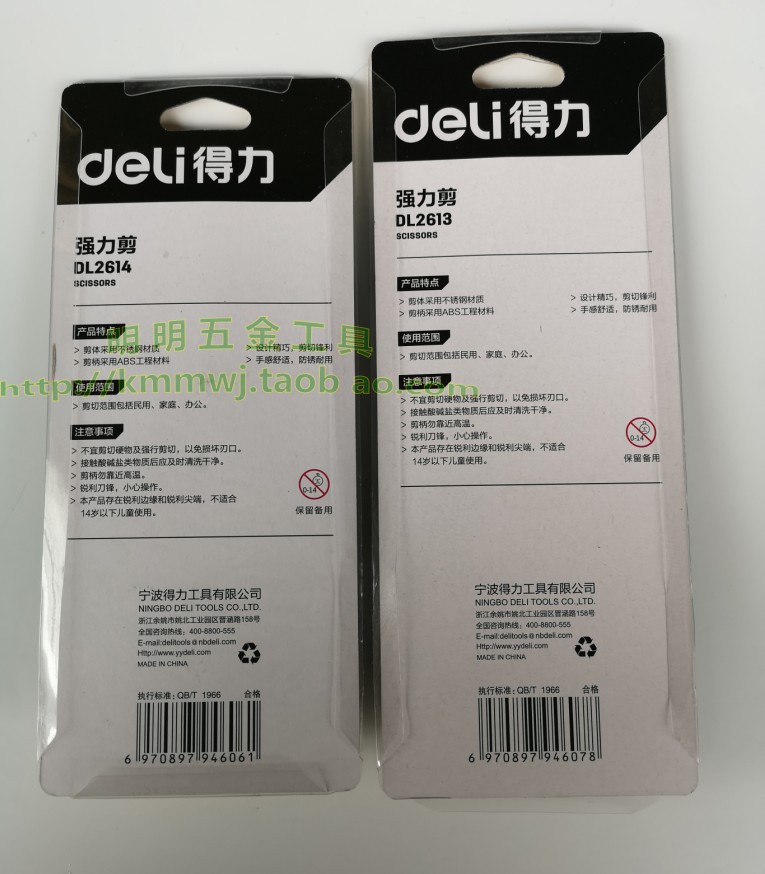 deli得力
强力剪
DL2614
SCISSORS
产品特点
> 剪体采用不锈钢材质
> 设计精巧，剪切锋利
> 剪柄采用ABS工程材料
> 手感舒适，防锈耐用
使用范围
> 剪切范围包括民用、家庭、办公。
注意事项
> 不宜剪切硬物及强行剪切，以免损坏刃口。
> 接触酸碱盐类物质后应及时清洗干净。
> 剪柄勿靠近高温。
> 锐利刀锋，小心操作。
> 本产品存在锐利边缘和锐利尖端，不适合
14岁以下儿童使用。
0-14
保留备用
宁波得力工具有限公司
NINGBO DELI TOOLS CO.,LTD.
浙江余姚市姚北工业园区晋涵路158号
全国咨询热线：400-8800-555
E-mail:delitools@nbdeli.com
Http://www.yydeli.com
MADE IN CHINA
执行标准：QB/T 1966 合格
6 970897 946061
deli得力
强力剪
DL2613
SCISSORS
产品特点
> 剪体采用不锈钢材质
> 设计精巧，剪切锋利
> 剪柄采用ABS工程材料
> 手感舒适，防锈耐用
使用范围
> 剪切范围包括民用、家庭、办公。
注意事项
> 不宜剪切硬物及强行剪切，以免损坏刃口。
> 接触酸碱盐类物质后应及时清洗干净。
> 剪柄勿靠近高温。
> 锐利刀锋，小心操作。
> 本产品存在锐利边缘和锐利尖端，不适合
14岁以下儿童使用。
0-14
保留备用
宁波得力工具有限公司
NINGBO DELI TOOLS CO.,LTD.
浙江余姚市姚北工业园区晋涵路158号
全国咨询热线：400-8800-555
E-mail:delitools@nbdeli.com
Http://www.yydeli.com
MADE IN CHINA
执行标准：QB/T 1966 合格
6 970897 946078
明五金工具
http://kmmwj.taobao.com